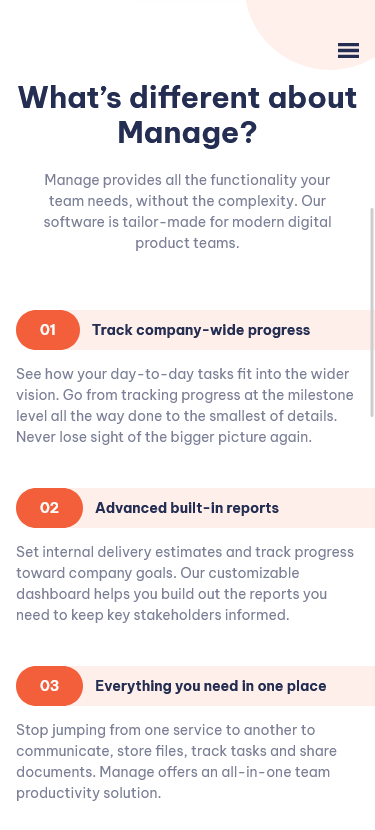 What’s different about
Manage?
Manage provides all the functionality your
team needs, without the complexity. Our
software is tailor-made for modern digital
product teams.
01 Track company-wide progress
See how your day-to-day tasks fit into the wider
vision. Go from tracking progress at the milestone
level all the way done to the smallest of details.
Never lose sight of the bigger picture again.
02 Advanced built-in reports
Set internal delivery estimates and track progress
toward company goals. Our customizable
dashboard helps you build out the reports you
need to keep key stakeholders informed.
03 Everything you need in one place
Stop jumping from one service to another to
communicate, store files, track tasks and share
documents. Manage offers an all-in-one team
productivity solution.